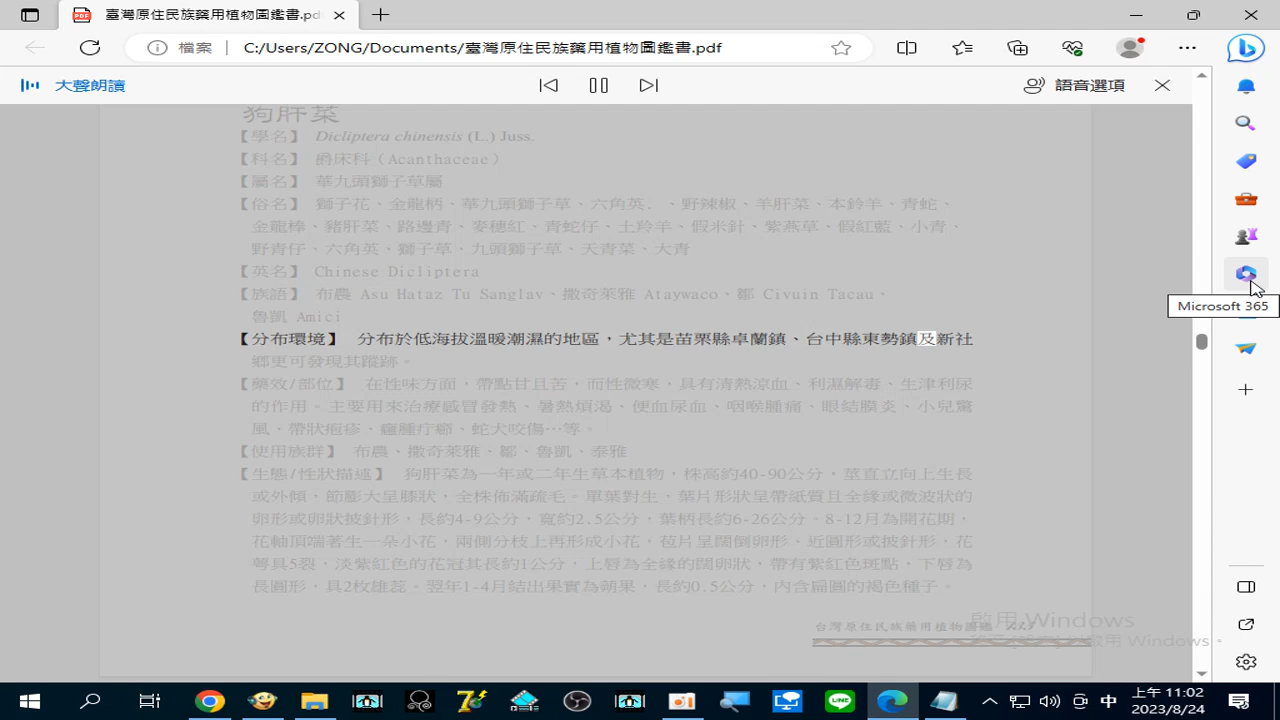 臺灣原住民族藥用植物圖鑑書.pdf
檔案
C:/Users/ZONG/Documents/臺灣原住民族藥用植物圖鑑書.pdf
大聲朗讀
語音選項
狗肝菜
【學名】 Dicliptera chinensis (L.) Juss.
【科名】 爵床科（Acanthaceae）
【屬名】 華九頭獅子草屬
【俗名】 獅子花、金龍柄、華九頭獅子草、六角英.、野辣椒、羊肝菜、本鈴羊、青蛇、
金龍棒、豬肝菜、路邊青、麥穗紅、青蛇仔、土羚羊、假米針、紫燕草、假紅藍、小青、
野青仔、六角英、獅子草、九頭獅子草、天青菜、大青
【英名】 Chinese Dicliptera
【族語】 布農 Asu Hataz Tu Sanglav、撒奇萊雅 Ataywaco、鄒 Civuin Tacau、
魯凱 Amici
【分布環境】 分布於低海拔溫暖潮濕的地區，尤其是苗栗縣卓蘭鎮、台中縣東勢鎮及新社
鄉更可發現其蹤跡。
【藥效/部位】 在性味方面，帶點甘且苦，而性微寒，具有清熱涼血、利濕解毒、生津利尿
的作用。主要用來治療感冒發熱、暑熱煩渴、便血尿血、咽喉腫痛、眼結膜炎、小兒驚
風、帶狀疱疹、癰腫疔癤、蛇犬咬傷…等。
【使用族群】 布農、撒奇萊雅、鄒、魯凱、泰雅
【生態/性狀描述】 狗肝菜為一年或二年生草本植物，株高約40-90公分，莖直立向上生長
或外傾，節膨大呈膝狀，全株佈滿疏毛。單葉對生，葉片形狀呈帶紙質且全緣或微波狀的
卵形或卵狀披針形，長約4-9公分，寬約2.5公分，葉柄長約6-26公分。8-12月為開花期，
花軸頂端著生一朵小花，兩側分枝上再形成小花。苞片呈闊倒卵形、近圓形或披針形。花
萼具5裂，淡紫紅色的花冠其長約1公分，上唇為全緣的闊卵狀，帶有紫紅色斑點，下唇為
長圓形，具2枚雄蕊。翌年1-4月結出果實為蒴果，長約0.5公分，內含扁圓的褐色種子。
台灣原住民族藥用植物圖鑑
啟用 Windows
Microsoft 365
中
上午 11:02
2023/8/24